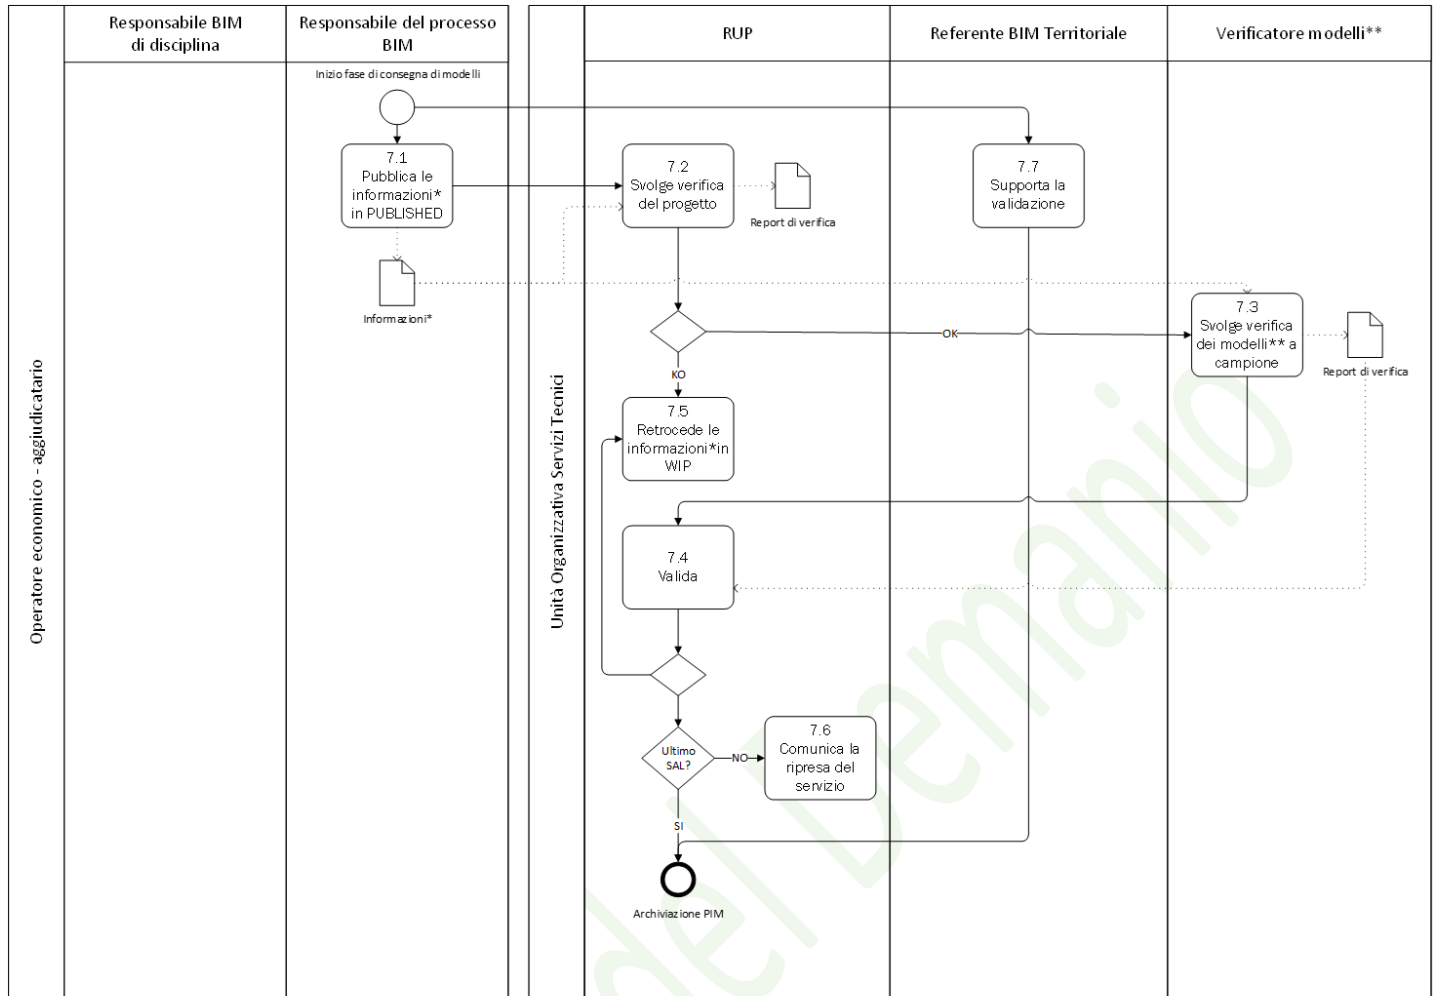 Responsabile BIM
di disciplina
Responsabile del processo
BIM
RUP
Referente BIM Territoriale
Verificatore modelli**
Operatore economico - aggiudicatario
Unità Organizzativa Servizi Tecnici
Inizio fase di consegna di modelli
7.1
Pubblica le
informazioni*
in PUBLISHED
7.2
Svolge verifica
del progetto
Report di verifica
7.7
Supporta la
validazione
Informazioni*
OK
7.3
Svolge verifica
dei modelli** a
campione
Report di verifica
KO
7.5
Retrocede le
informazioni*in
WIP
7.4
Valida
Ultimo
SAL?
NO
7.6
Comunica la
ripresa del
servizio
SI
Archiviazione PIM
del Demanio